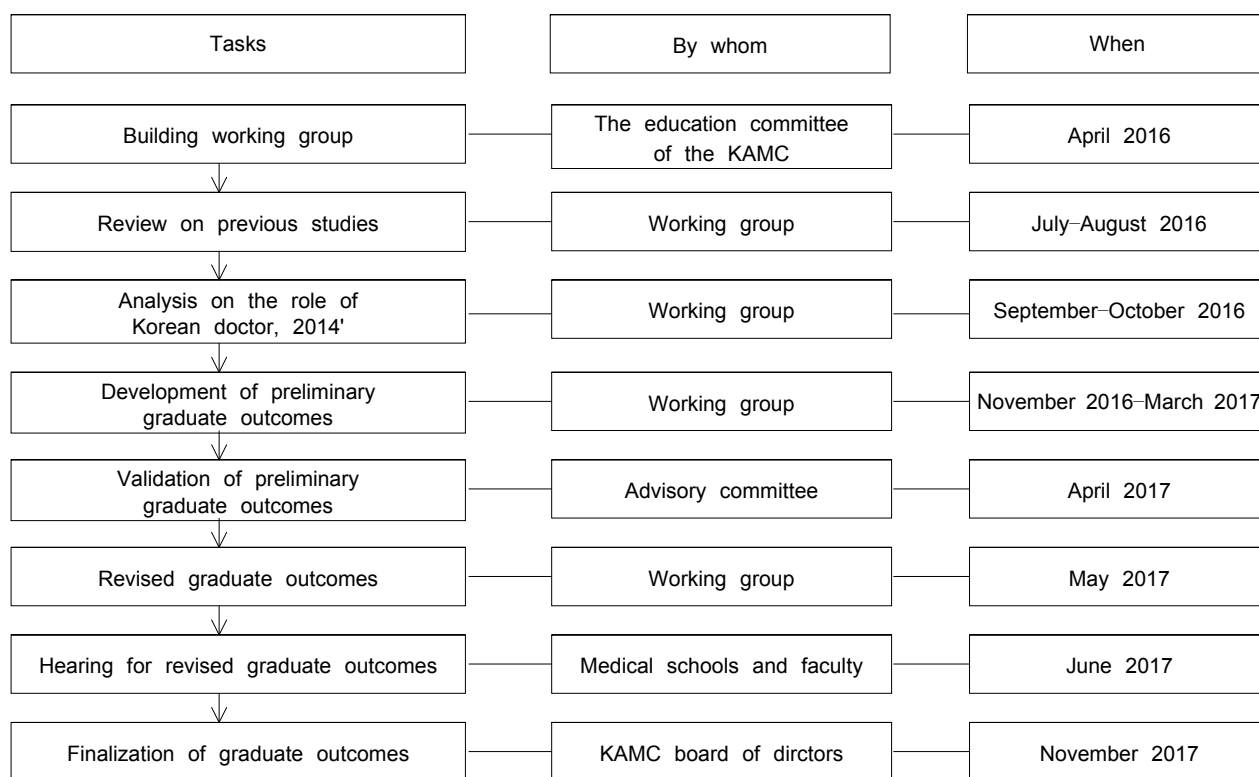 Tasks
By whom
When
Building working group
The education committee
of the KAMC
April 2016
Review on previous studies
Working group
July–August 2016
Analysis on the role of
Korean doctor, 2014'
Working group
September–October 2016
Development of preliminary
graduate outcomes
Working group
November 2016–March 2017
Validation of preliminary
graduate outcomes
Advisory committee
April 2017
Revised graduate outcomes
Working group
May 2017
Hearing for revised graduate outcomes
Medical schools and faculty
June 2017
Finalization of graduate outcomes
KAMC board of dirctors
November 2017